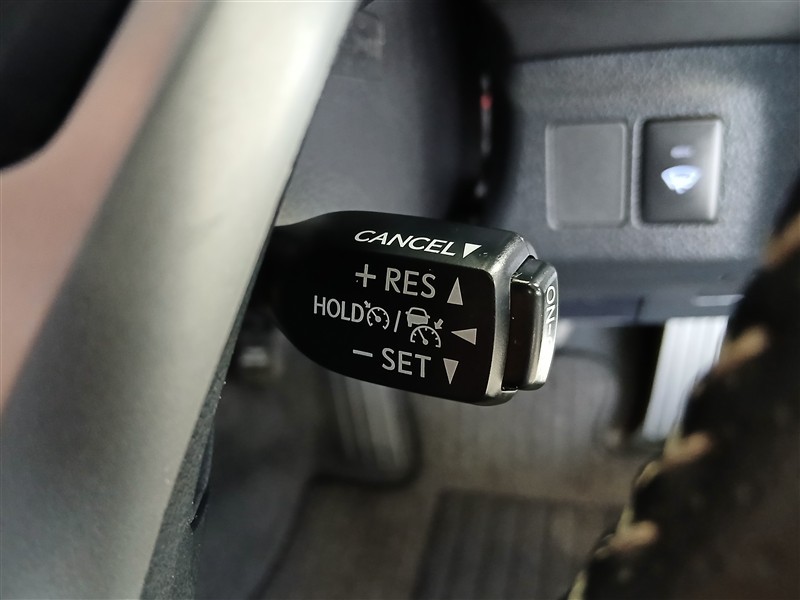 CANCEL
+ RES
HOLD /
− SET
ON-